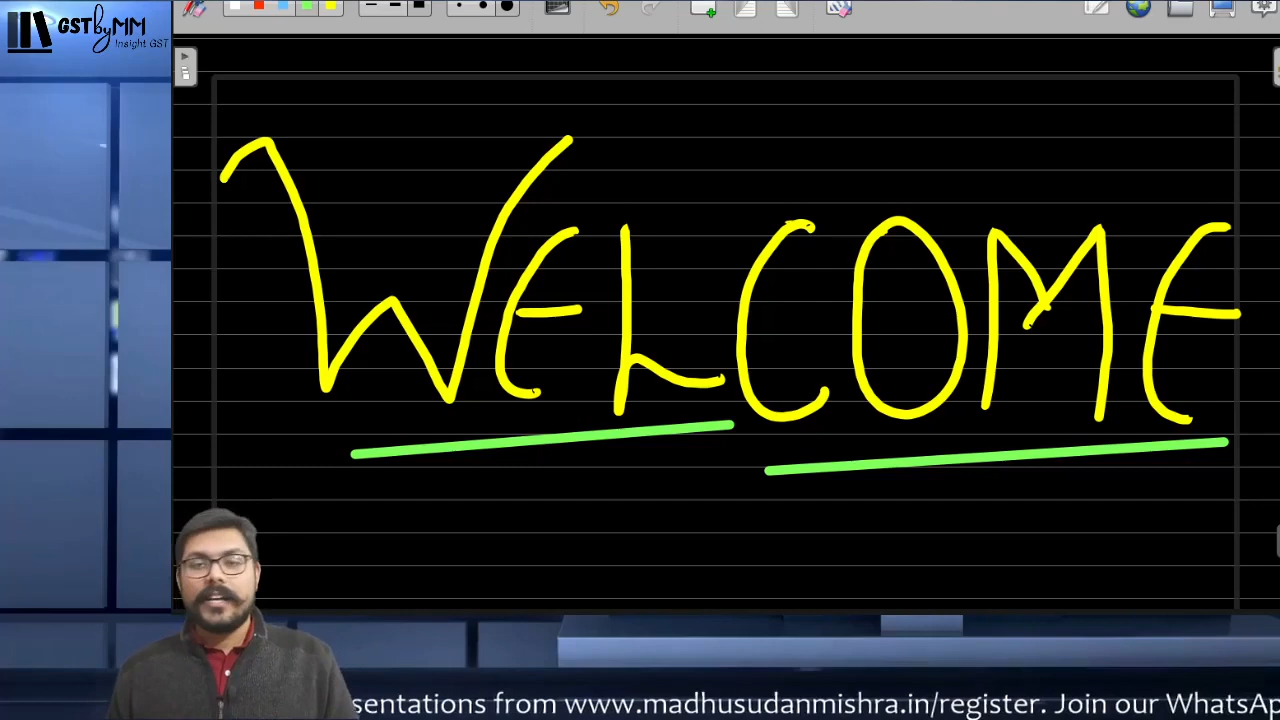 GSTbyMM
Insight GST
WELCOME
sentations from www.madhusudanmishra.in/register. Join our WhatsAp